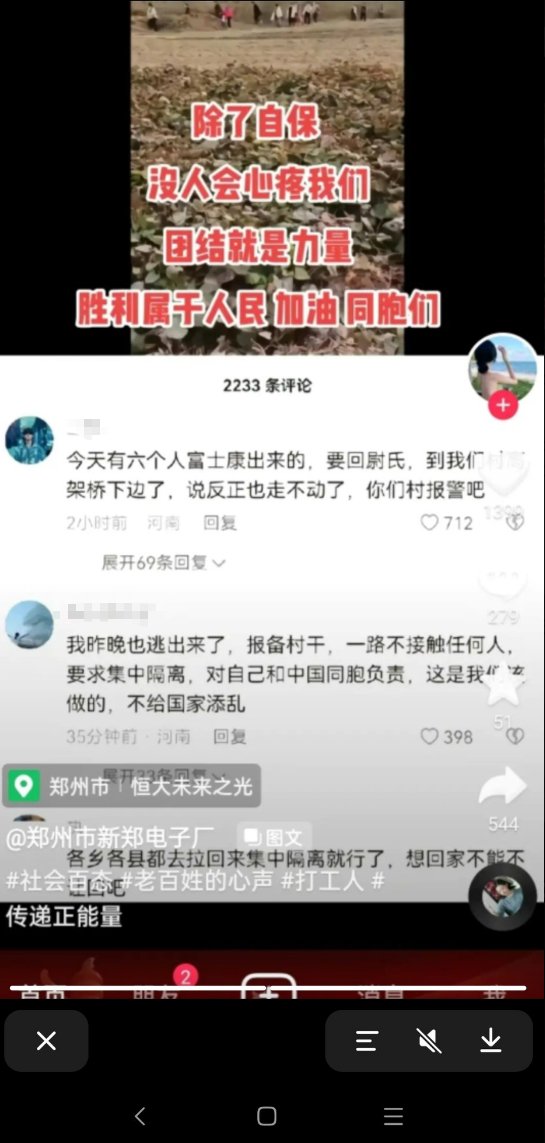 除了自保
没人会心疼我们
团结就是力量
胜利属于人民 加油 同胞们
2233 条评论
今天有六个人富士康出来的，要回尉氏，到我们村高
架桥下边了，说反正也走不动了，你们村报警吧
2小时前 河南 回复
712
1399
展开69条回复
279
我昨晚也逃出来了，报备村干，一路不接触任何人，
要求集中隔离，对自己和中国同胞负责，这是我们该
做的，不给国家添乱
51
35分钟前 · 河南 回复
398
展开33条回复
郑州市 | 恒大未来之光
544
@郑州市新郑电子厂 图文
各乡各县都去拉回来集中隔离就行了，想回家不能不
#社会百态 #老百姓的心声 #打工人 #
让回吧
传递正能量
2
首页 朋友 消息 我